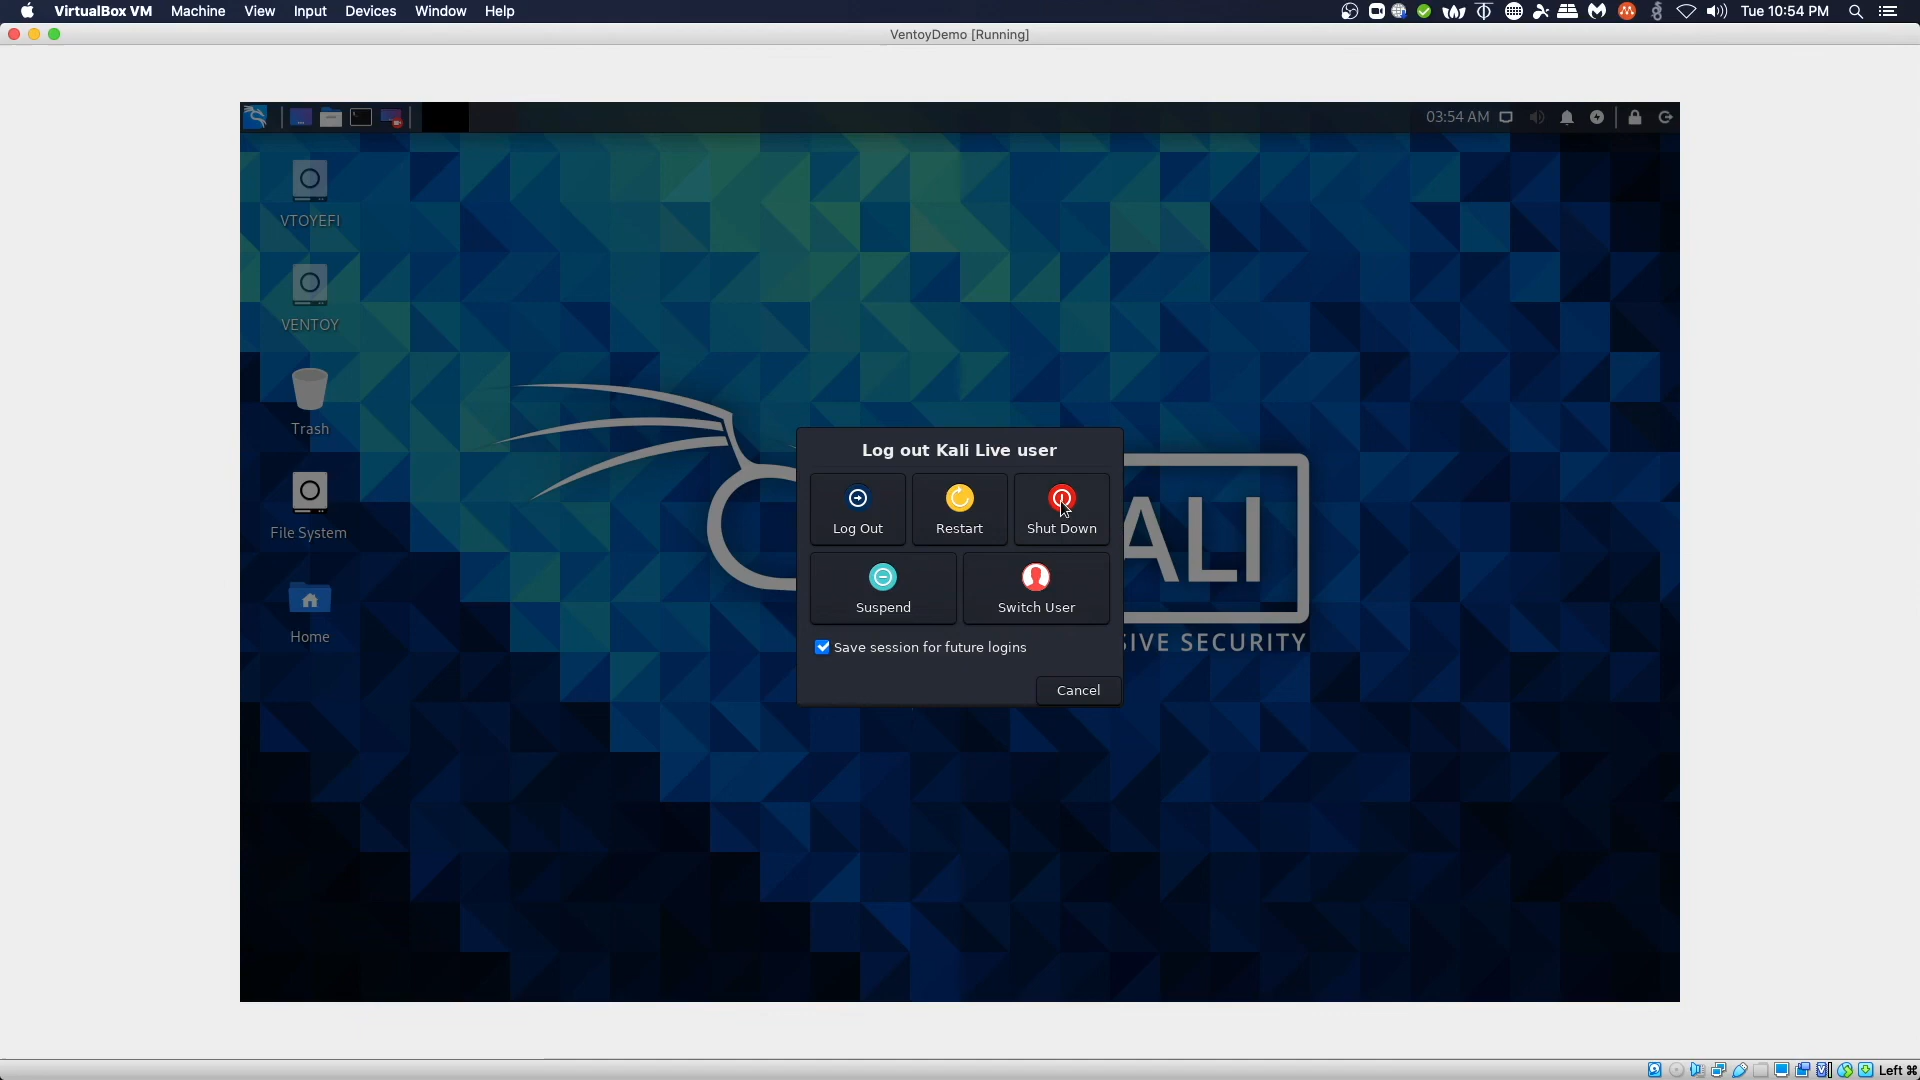 VirtualBox VM Machine View Input Devices Window Help Tue 10:54 PM
VentoyDemo [Running]
03:54 AM
VTOYEFI
VENTOY
Trash
File System
Home
ALI
SIVE SECURITY
Log out Kali Live user
Log Out Restart Shut Down
Suspend Switch User
Save session for future logins
Cancel
Left ⌘